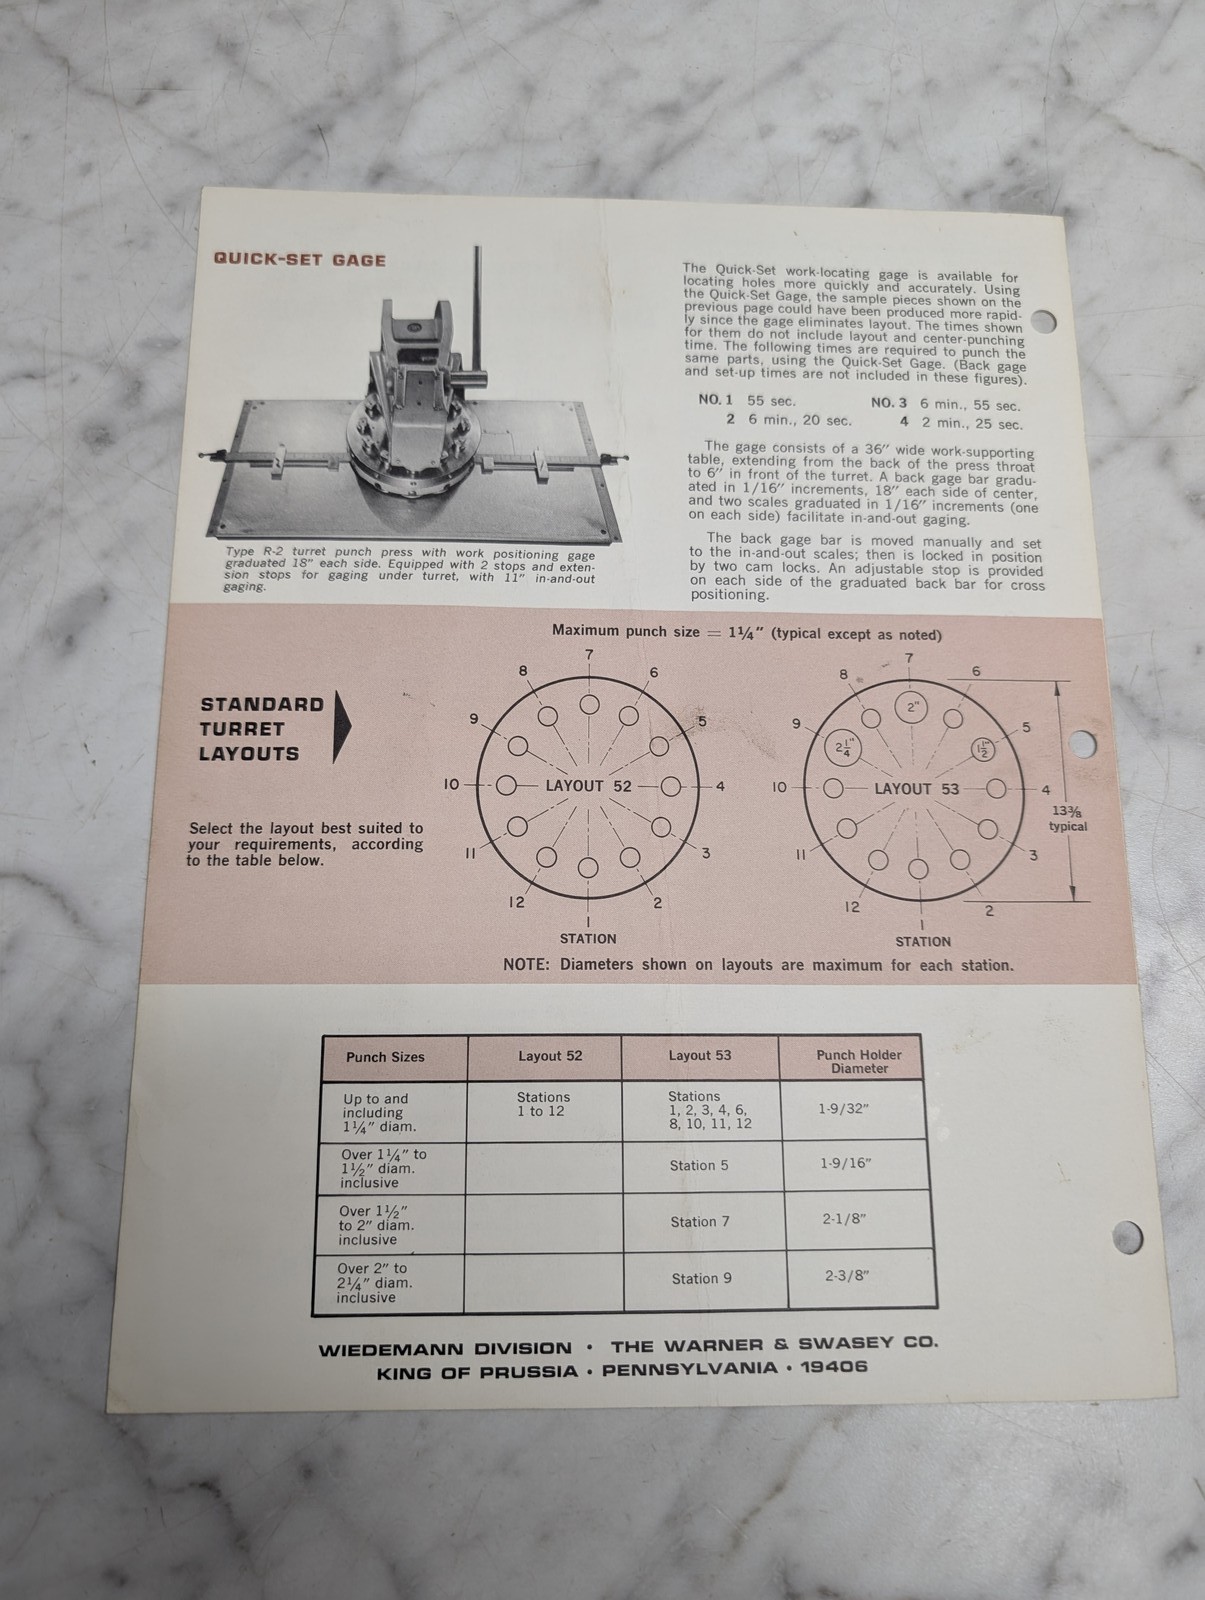 QUICK-SET GAGE
Type R-2 turret punch press with work positioning gage
graduated 18" each side. Equipped with 2 stops and exten-
sion stops for gaging under turret, with 11" in-and-out
gaging.
The Quick-Set work-locating gage is available for
locating holes more quickly and accurately. Using
the Quick-Set Gage, the sample pieces shown on the
previous page could have been produced more rapid-
ly since the gage eliminates layout. The times shown
for them do not include layout and center-punching
time. The following times are required to punch the
same parts, using the Quick-Set Gage. (Back gage
and set-up times are not included in these figures).
NO. 1 55 sec. NO. 3 6 min., 55 sec.
2 6 min., 20 sec. 4 2 min., 25 sec.
The gage consists of a 36" wide work-supporting
table, extending from the back of the press throat
to 6" in front of the turret. A back gage bar gradu-
ated in 1/16" increments, 18" each side of center,
and two scales graduated in 1/16" increments (one
on each side) facilitate in-and-out gaging.
The back gage bar is moved manually and set
to the in-and-out scales; then is locked in position
by two cam locks. An adjustable stop is provided
on each side of the graduated back bar for cross
positioning.
STANDARD
TURRET
LAYOUTS
Select the layout best suited to
your requirements, according
to the table below.
Maximum punch size = 1¼" (typical except as noted)
7
8 6
9 5
10 LAYOUT 52 4
11 3
12 2
1
STATION
7
8 6
2"
9 5
2¼" 1½"
10 LAYOUT 53 4
13⅜
typical
11 3
12 2
1
STATION
NOTE: Diameters shown on layouts are maximum for each station.
Punch Sizes Layout 52 Layout 53 Punch Holder
Diameter
Up to and
including
1¼" diam.
Stations
1 to 12
Stations
1, 2, 3, 4, 6,
8, 10, 11, 12
1-9/32"
Over 1¼" to
1½" diam.
inclusive
Station 5
1-9/16"
Over 1½"
to 2" diam.
inclusive
Station 7
2-1/8"
Over 2" to
2¼" diam.
inclusive
Station 9
2-3/8"
WIEDEMANN DIVISION • THE WARNER & SWASEY CO.
KING OF PRUSSIA • PENNSYLVANIA • 19406